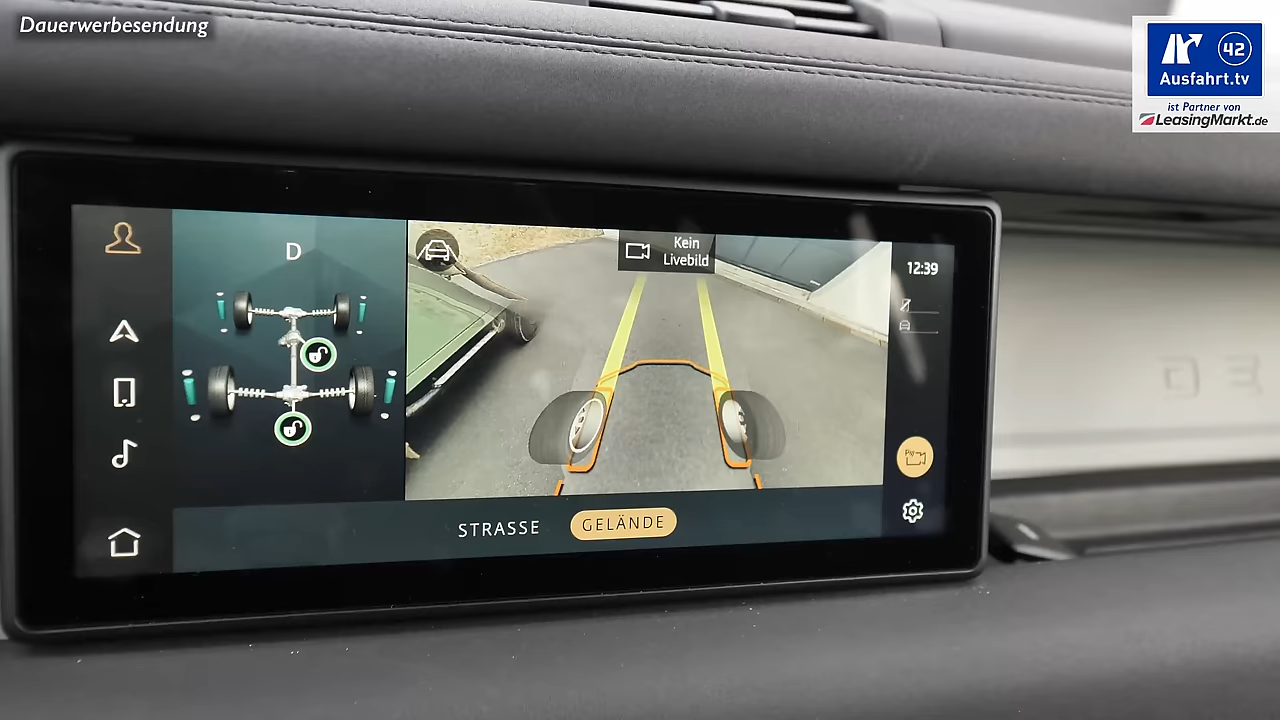 Dauerwerbesendung
42
Ausfahrt.tv
ist Partner von
LeasingMarkt.de
D
Kein
Livebild
12:39
STRASSE
GELÄNDE